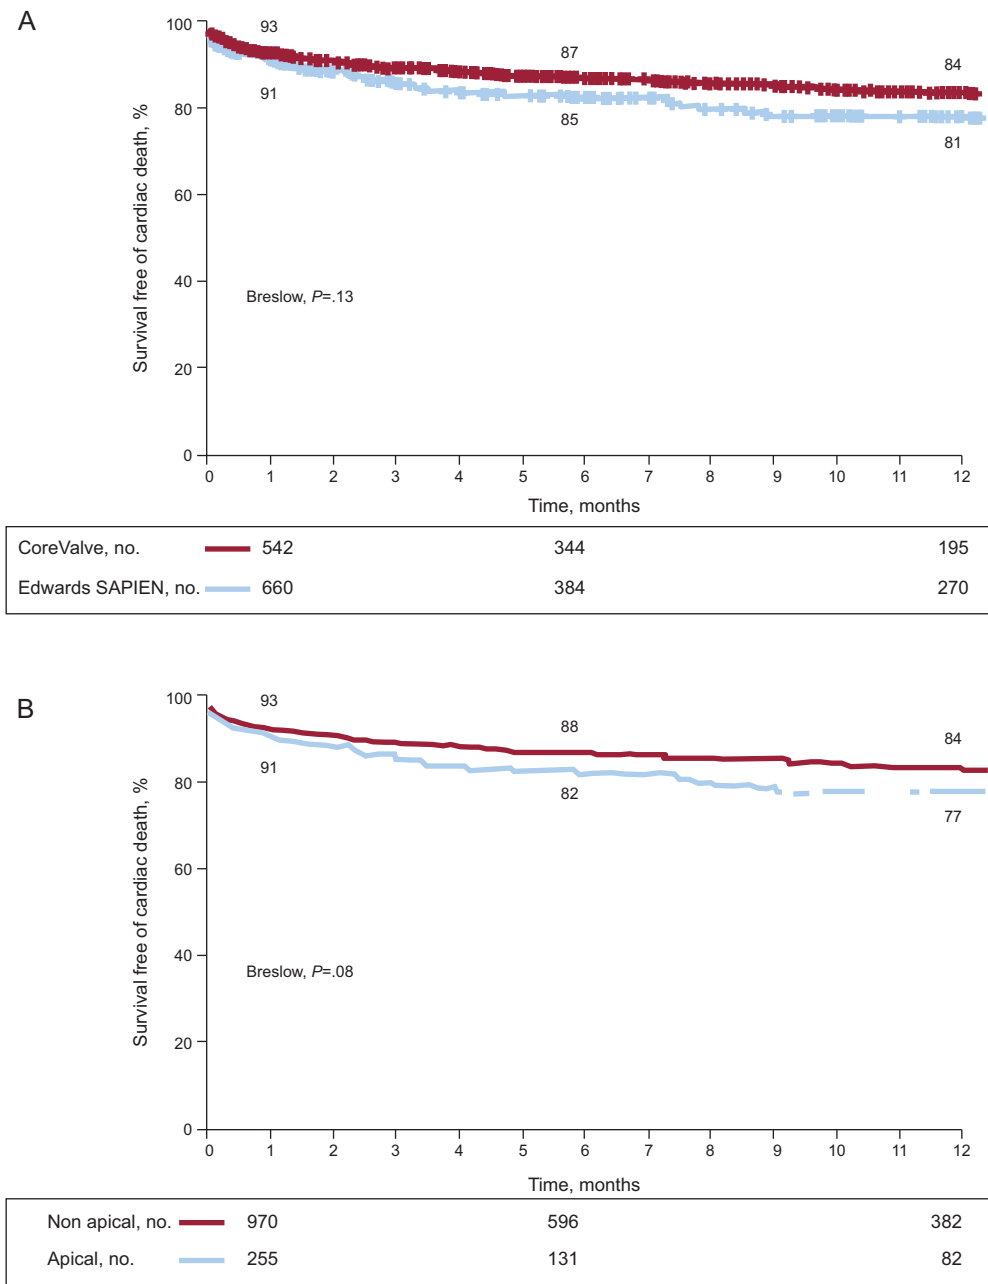 A
Survival free of cardiac death, %
100
80
60
40
20
0
93
87
84
91
85
81
Breslow, P=.13
0 1 2 3 4 5 6 7 8 9 10 11 12
Time, months
CoreValve, no. 542 344 195
Edwards SAPIEN, no. 660 384 270
B
Survival free of cardiac death, %
100
80
60
40
20
0
93
88
84
91
82
77
Breslow, P=.08
0 1 2 3 4 5 6 7 8 9 10 11 12
Time, months
Non apical, no. 970 596 382
Apical, no. 255 131 82